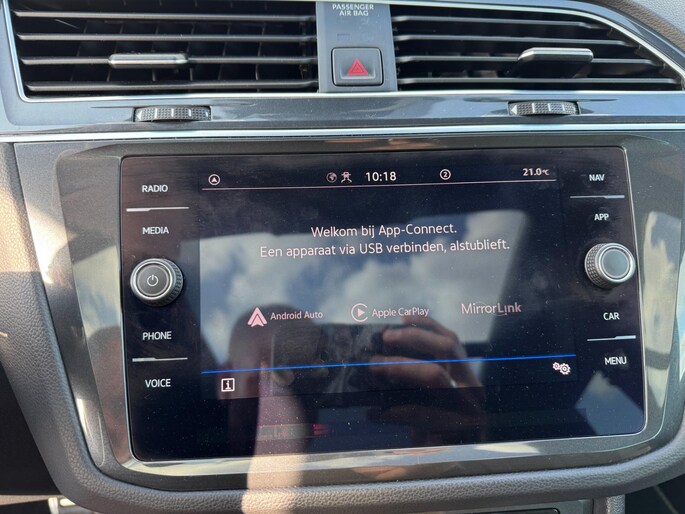 PASSENGER
AIR BAG
10:18
2
21.0°C
RADIO
MEDIA
PHONE
VOICE
Welkom bij App-Connect.
Een apparaat via USB verbinden, alstublieft.
Android Auto
Apple CarPlay
MirrorLink
i
NAV
APP
CAR
MENU